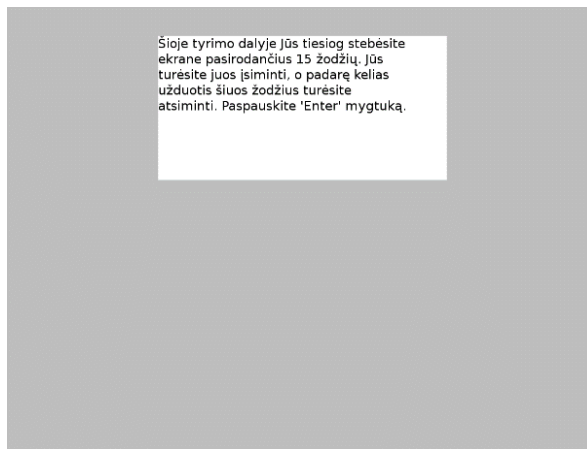 Šioje tyrimo dalyje Jūs tiesiog stebėsite
ekrane pasirodančius 15 žodžių. Jūs
turėsite juos įsiminti, o padarę kelias
užduotis šiuos žodžius turėsite
atsiminti. Paspauskite 'Enter' mygtuką.